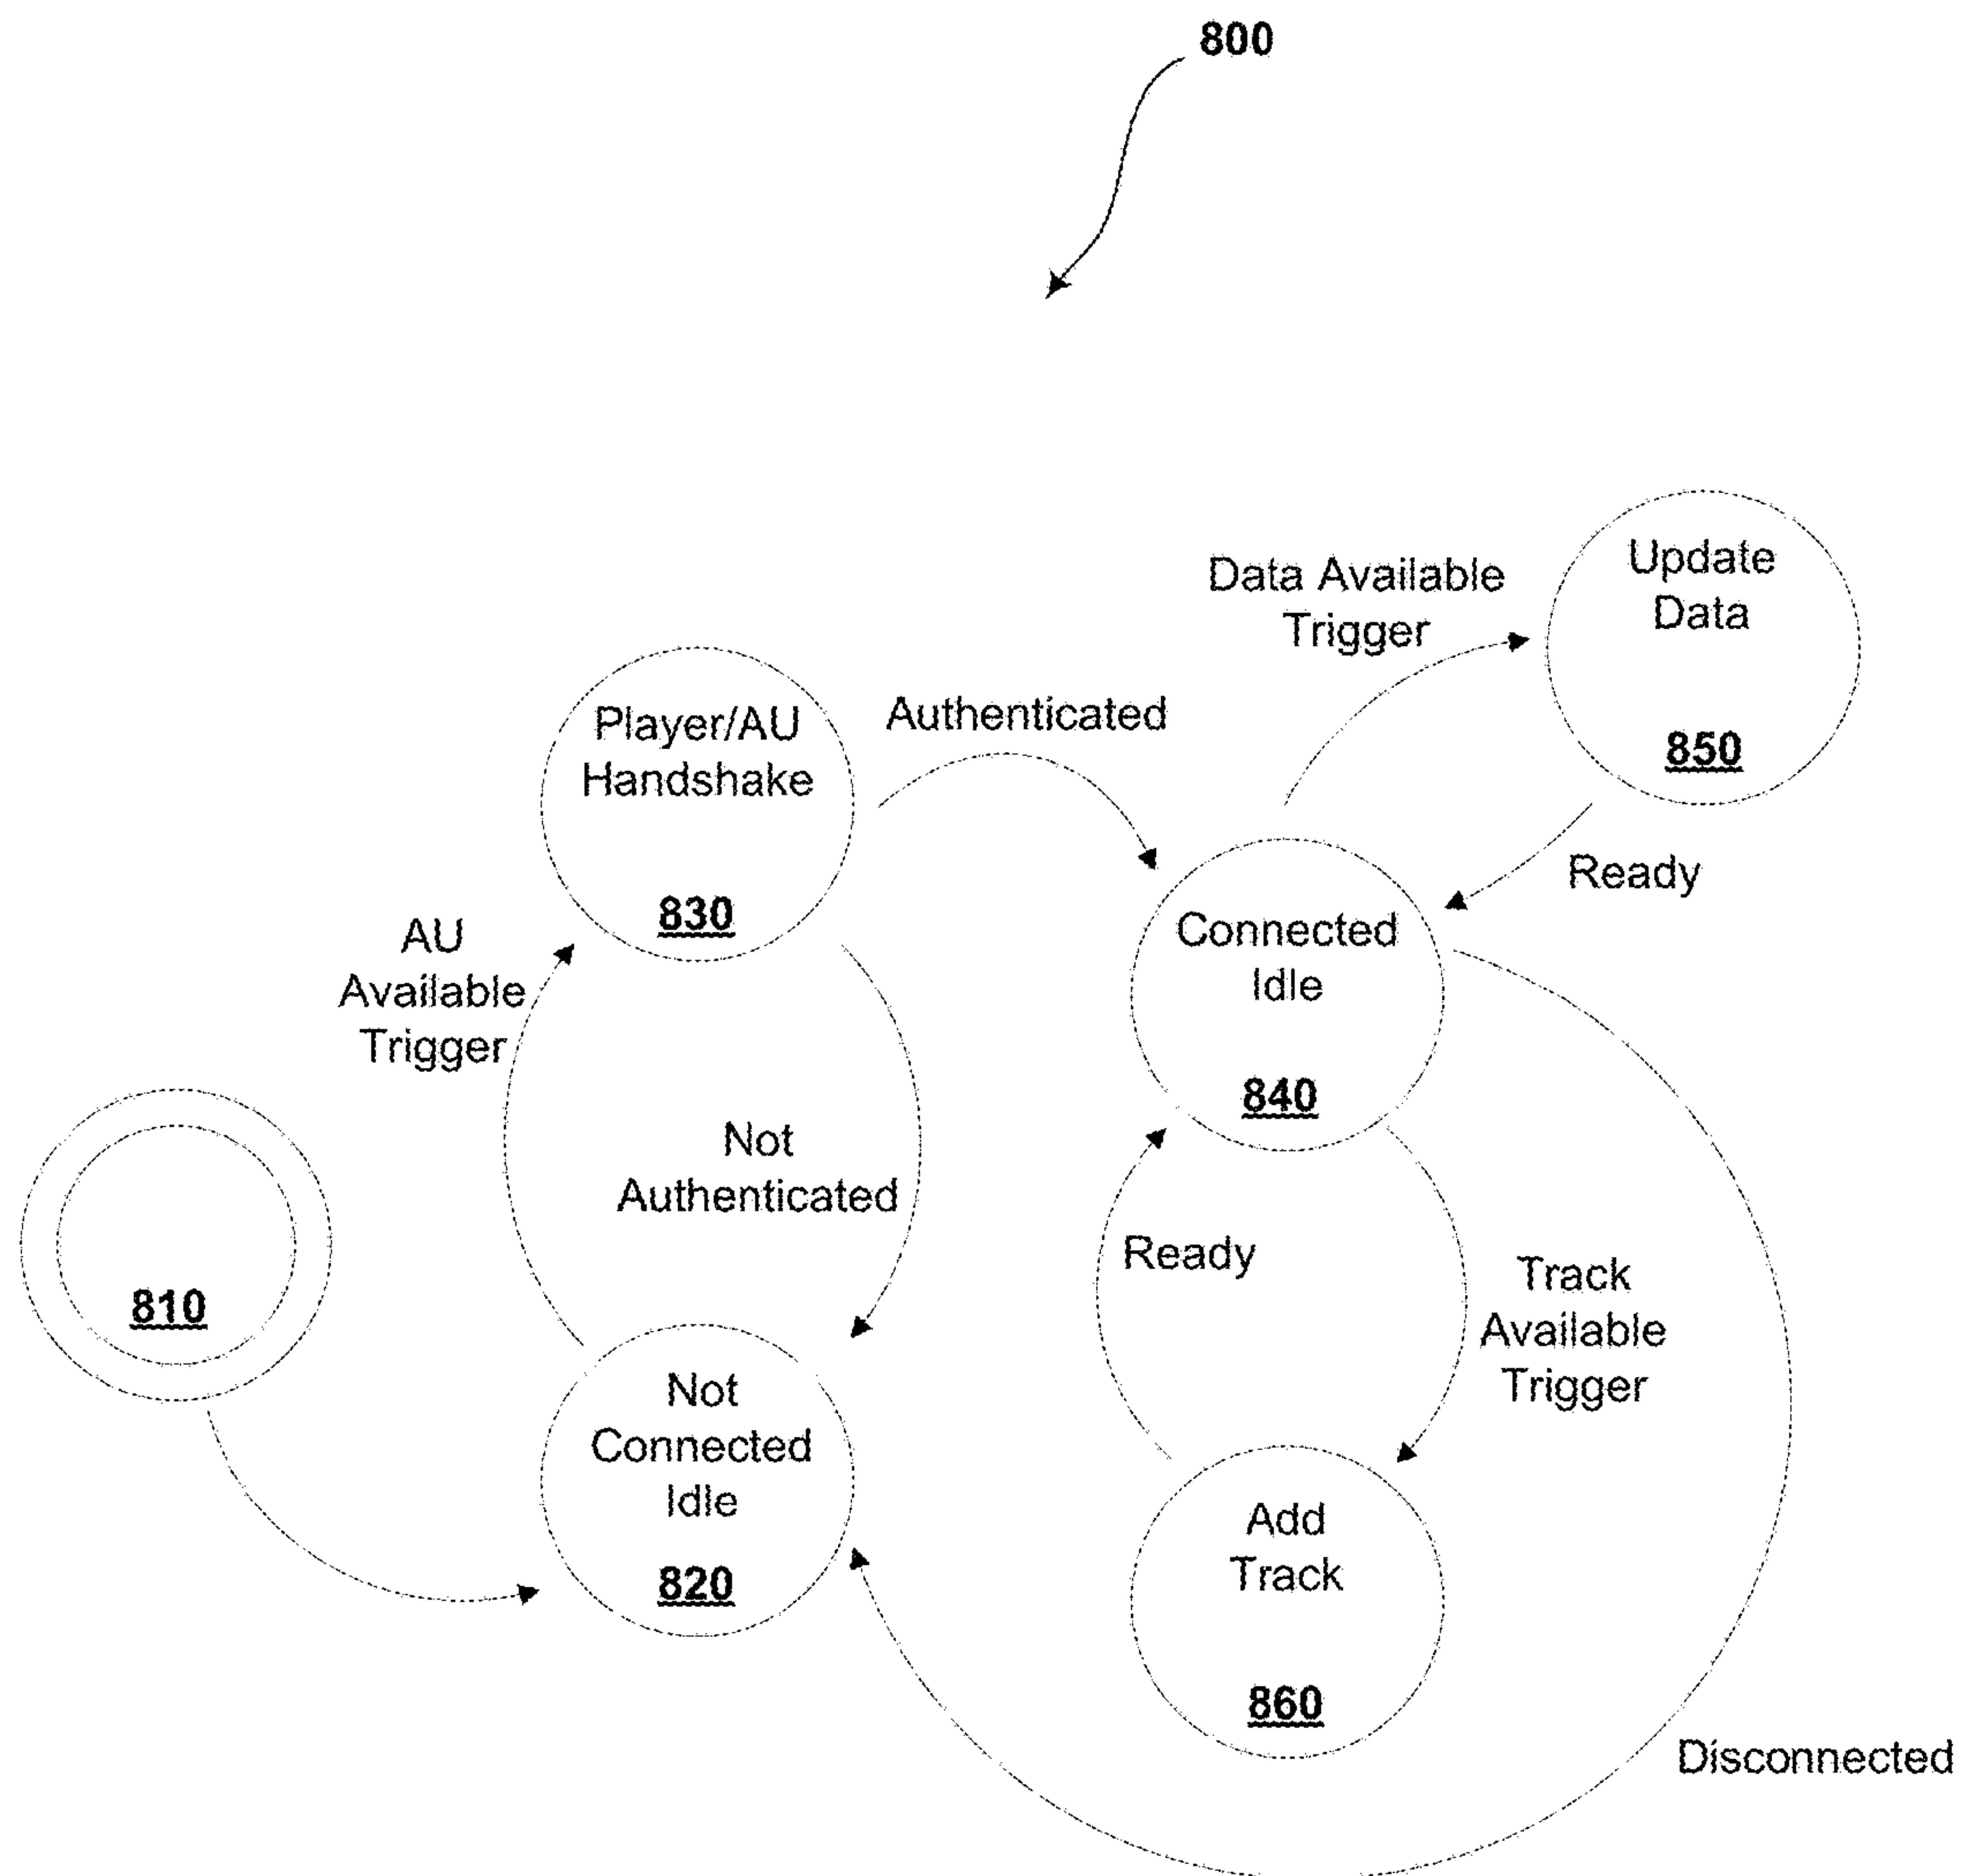 800
Update
Data
850
Data Available
Trigger
Player/AU
Handshake
830
Authenticated
Ready
Connected
Idle
840
AU
Available
Trigger
Not
Authenticated
810
Ready
Track
Available
Trigger
Not
Connected
Idle
820
Add
Track
860
Disconnected